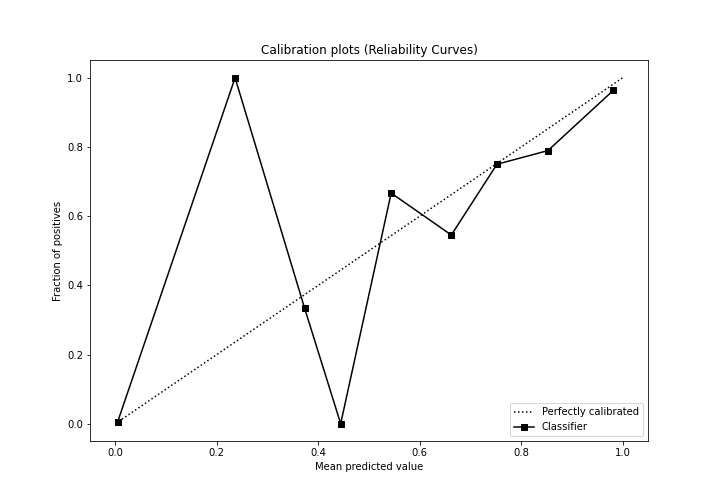 Calibration plots (Reliability Curves)
Fraction of positives
1.0
0.8
0.6
0.4
0.2
0.0
0.0 0.2 0.4 0.6 0.8 1.0
Mean predicted value
Perfectly calibrated
Classifier